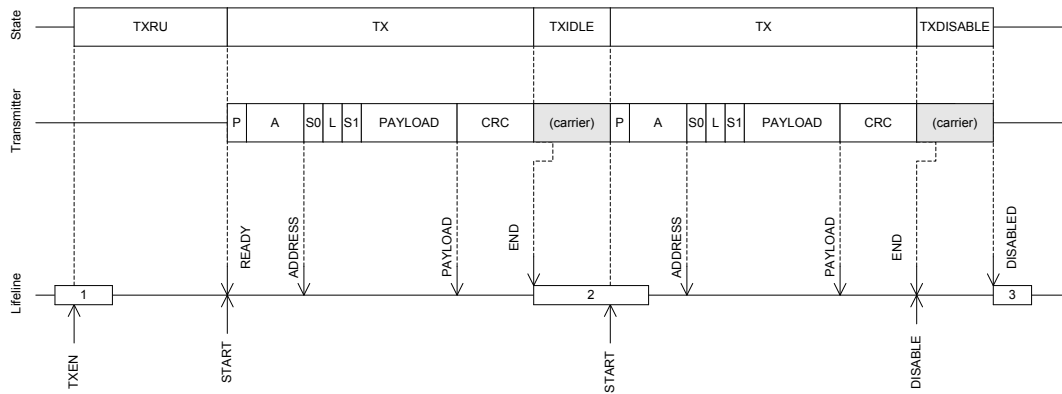 State
TXRU
TX
TXIDLE
TX
TXDISABLE
Transmitter
P
A
S0
L
S1
PAYLOAD
CRC
(carrier)
P
A
S0
L
S1
PAYLOAD
CRC
(carrier)
READY
ADDRESS
PAYLOAD
END
ADDRESS
PAYLOAD
END
DISABLED
Lifeline
1
2
3
TXEN
START
START
DISABLE